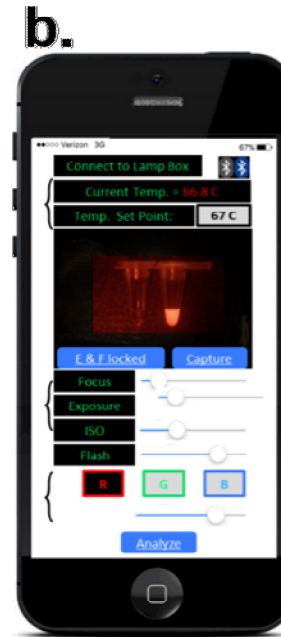 b.
Verizon 3G 67%
Connect to Lamp Box
Current Temp. = 66.8 C
Temp. Set Point: 67 C
E & F locked Capture
Focus
Exposure
ISO
Flash
R G B
Analyze